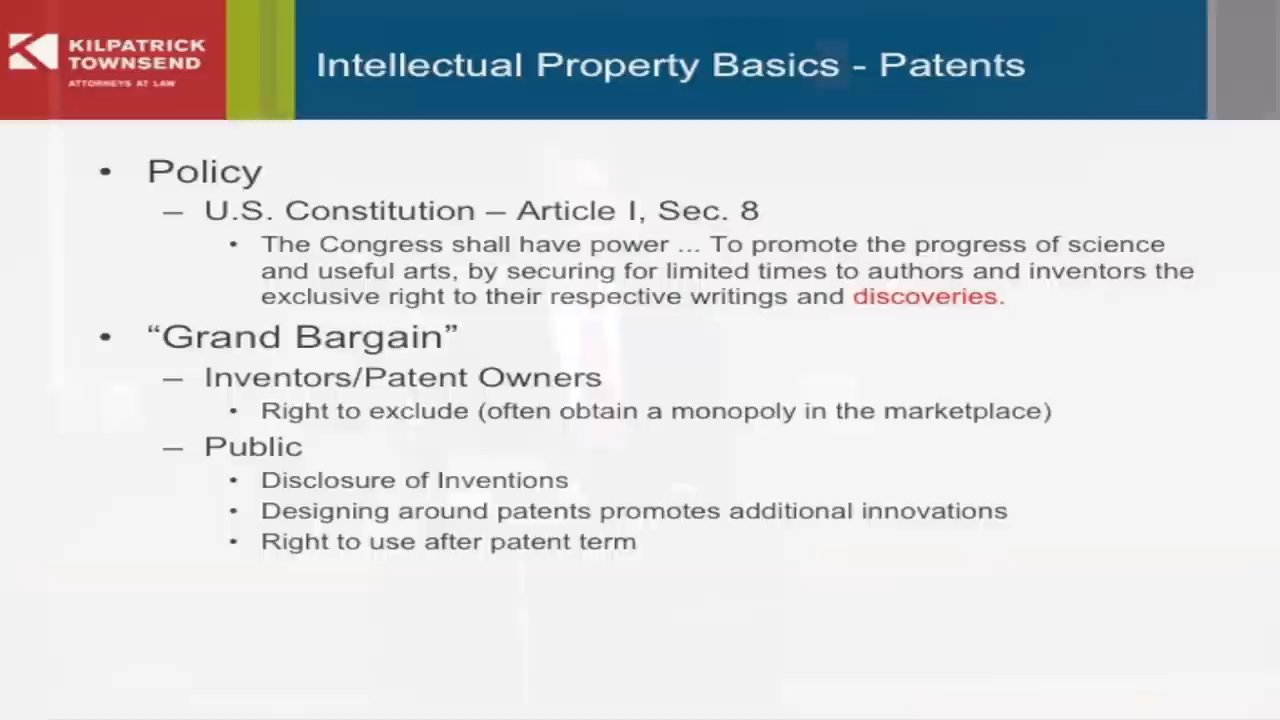 KILPATRICK
TOWNSEND
ATTORNEYS AT LAW
Intellectual Property Basics - Patents
• Policy
– U.S. Constitution – Article I, Sec. 8
• The Congress shall have power ... To promote the progress of science
and useful arts, by securing for limited times to authors and inventors the
exclusive right to their respective writings and discoveries.
• “Grand Bargain”
– Inventors/Patent Owners
• Right to exclude (often obtain a monopoly in the marketplace)
– Public
• Disclosure of Inventions
• Designing around patents promotes additional innovations
• Right to use after patent term